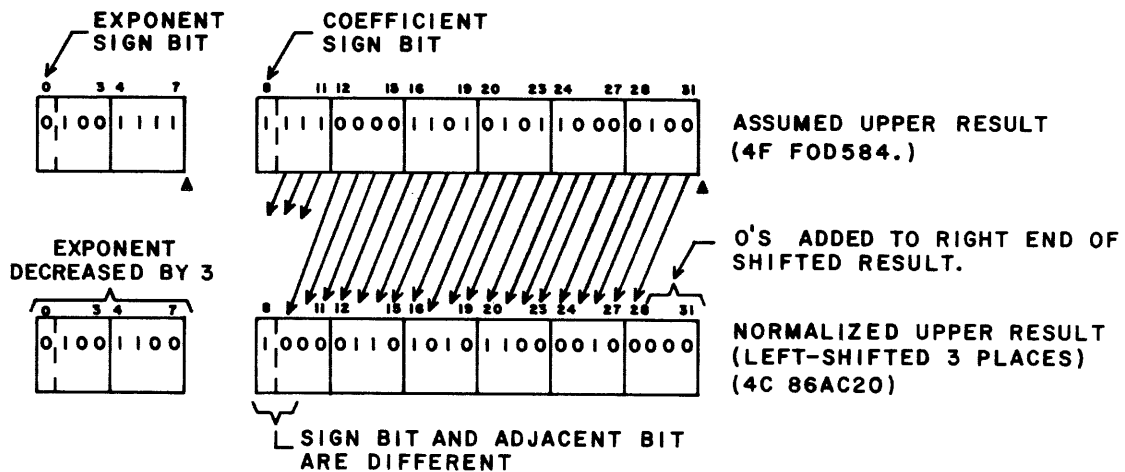 EXPONENT
SIGN BIT
COEFFICIENT
SIGN BIT
0 3 4 7 8 11 12 15 16 19 20 23 24 27 28 31
0 1 0 0 1 1 1 1 1 1 1 1 0 0 0 0 1 1 0 1 0 1 0 1 1 0 0 0 0 1 0 0
ASSUMED UPPER RESULT
(4F FOD584.)
EXPONENT
DECREASED BY 3
O'S ADDED TO RIGHT END OF
SHIFTED RESULT.
0 3 4 7 8 11 12 15 16 19 20 23 24 27 28 31
0 1 0 0 1 1 0 0 1 0 0 0 0 1 1 0 1 0 1 0 1 1 0 0 0 0 1 0 0 0 0 0
NORMALIZED UPPER RESULT
(LEFT-SHIFTED 3 PLACES)
(4C 86AC20)
SIGN BIT AND ADJACENT BIT
ARE DIFFERENT